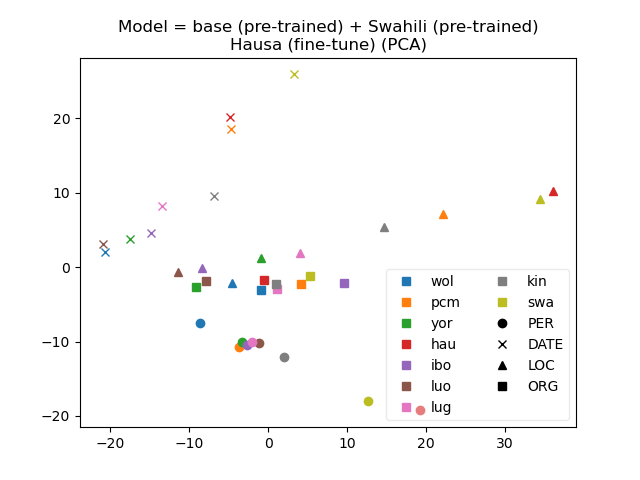 Model = base (pre-trained) + Swahili (pre-trained)
Hausa (fine-tune) (PCA)
20
10
0
−10
−20
−20
−10
0
10
20
30
wol
pcm
yor
hau
ibo
luo
lug
kin
swa
PER
DATE
LOC
ORG